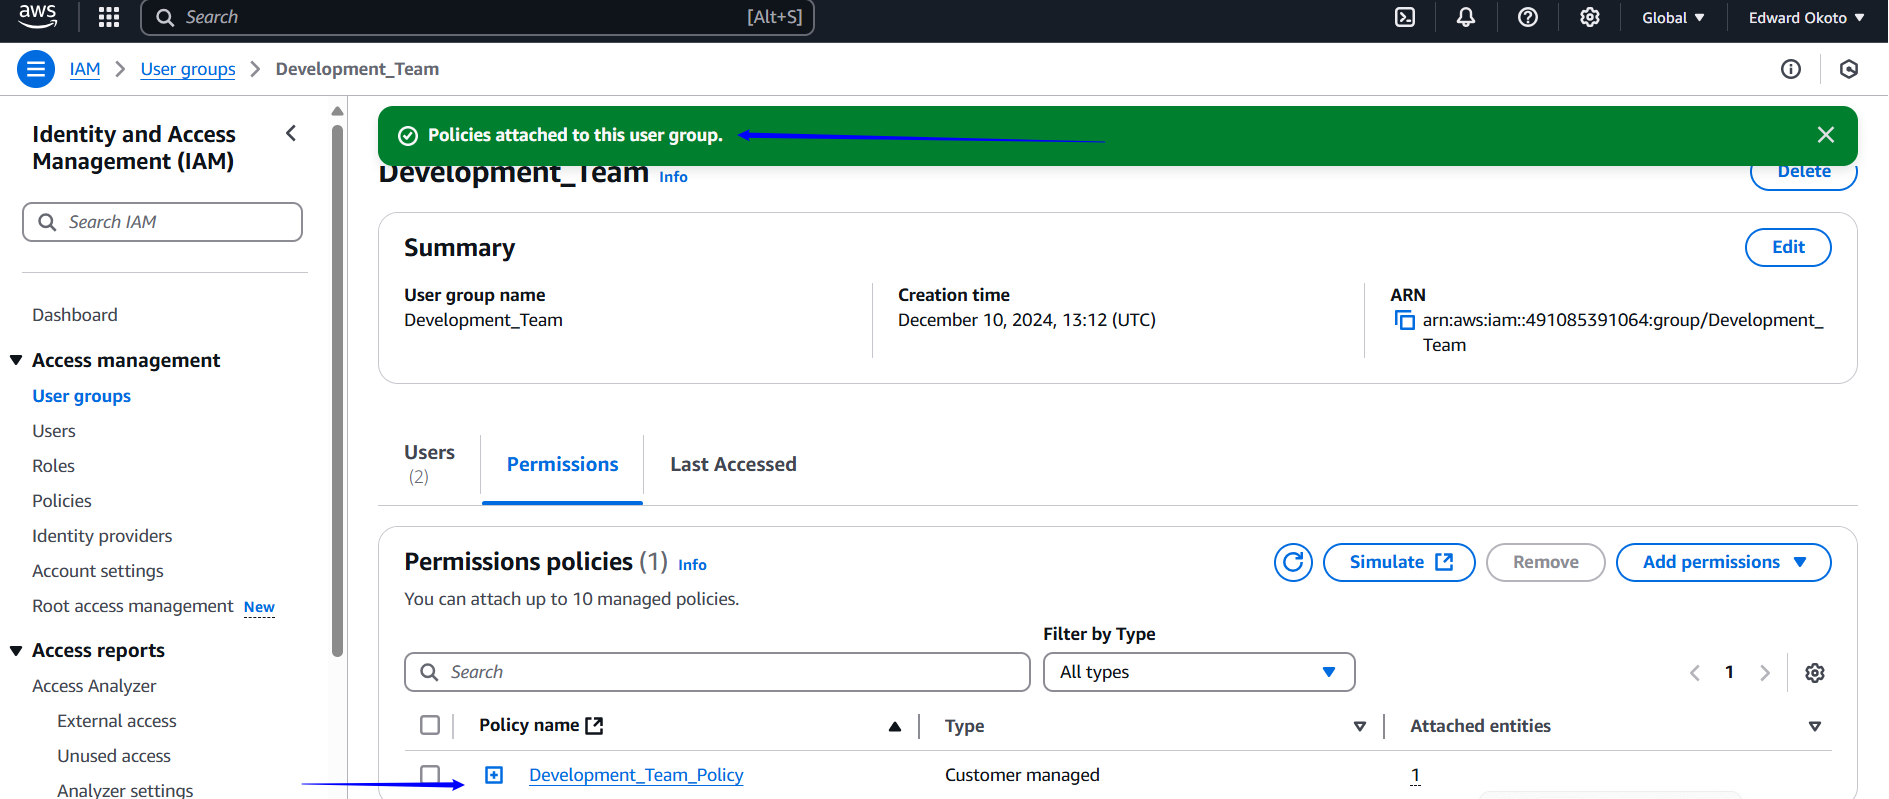 aws
Search
[Alt+S]
Global
Edward Okoto
IAM
User groups
Development_Team
Identity and Access
Management (IAM)
Search IAM
Dashboard
Access management
User groups
Users
Roles
Policies
Identity providers
Account settings
Root access management New
Access reports
Access Analyzer
External access
Unused access
Analyzer settings
Policies attached to this user group.
Development_Team Info
Delete
Summary
Edit
User group name
Development_Team
Creation time
December 10, 2024, 13:12 (UTC)
ARN
arn:aws:iam::491085391064:group/Development_
Team
Users
(2)
Permissions
Last Accessed
Permissions policies (1) Info
Simulate
Remove
Add permissions
You can attach up to 10 managed policies.
Filter by Type
Search
All types
1
Policy name
Type
Attached entities
Development_Team_Policy
Customer managed
1